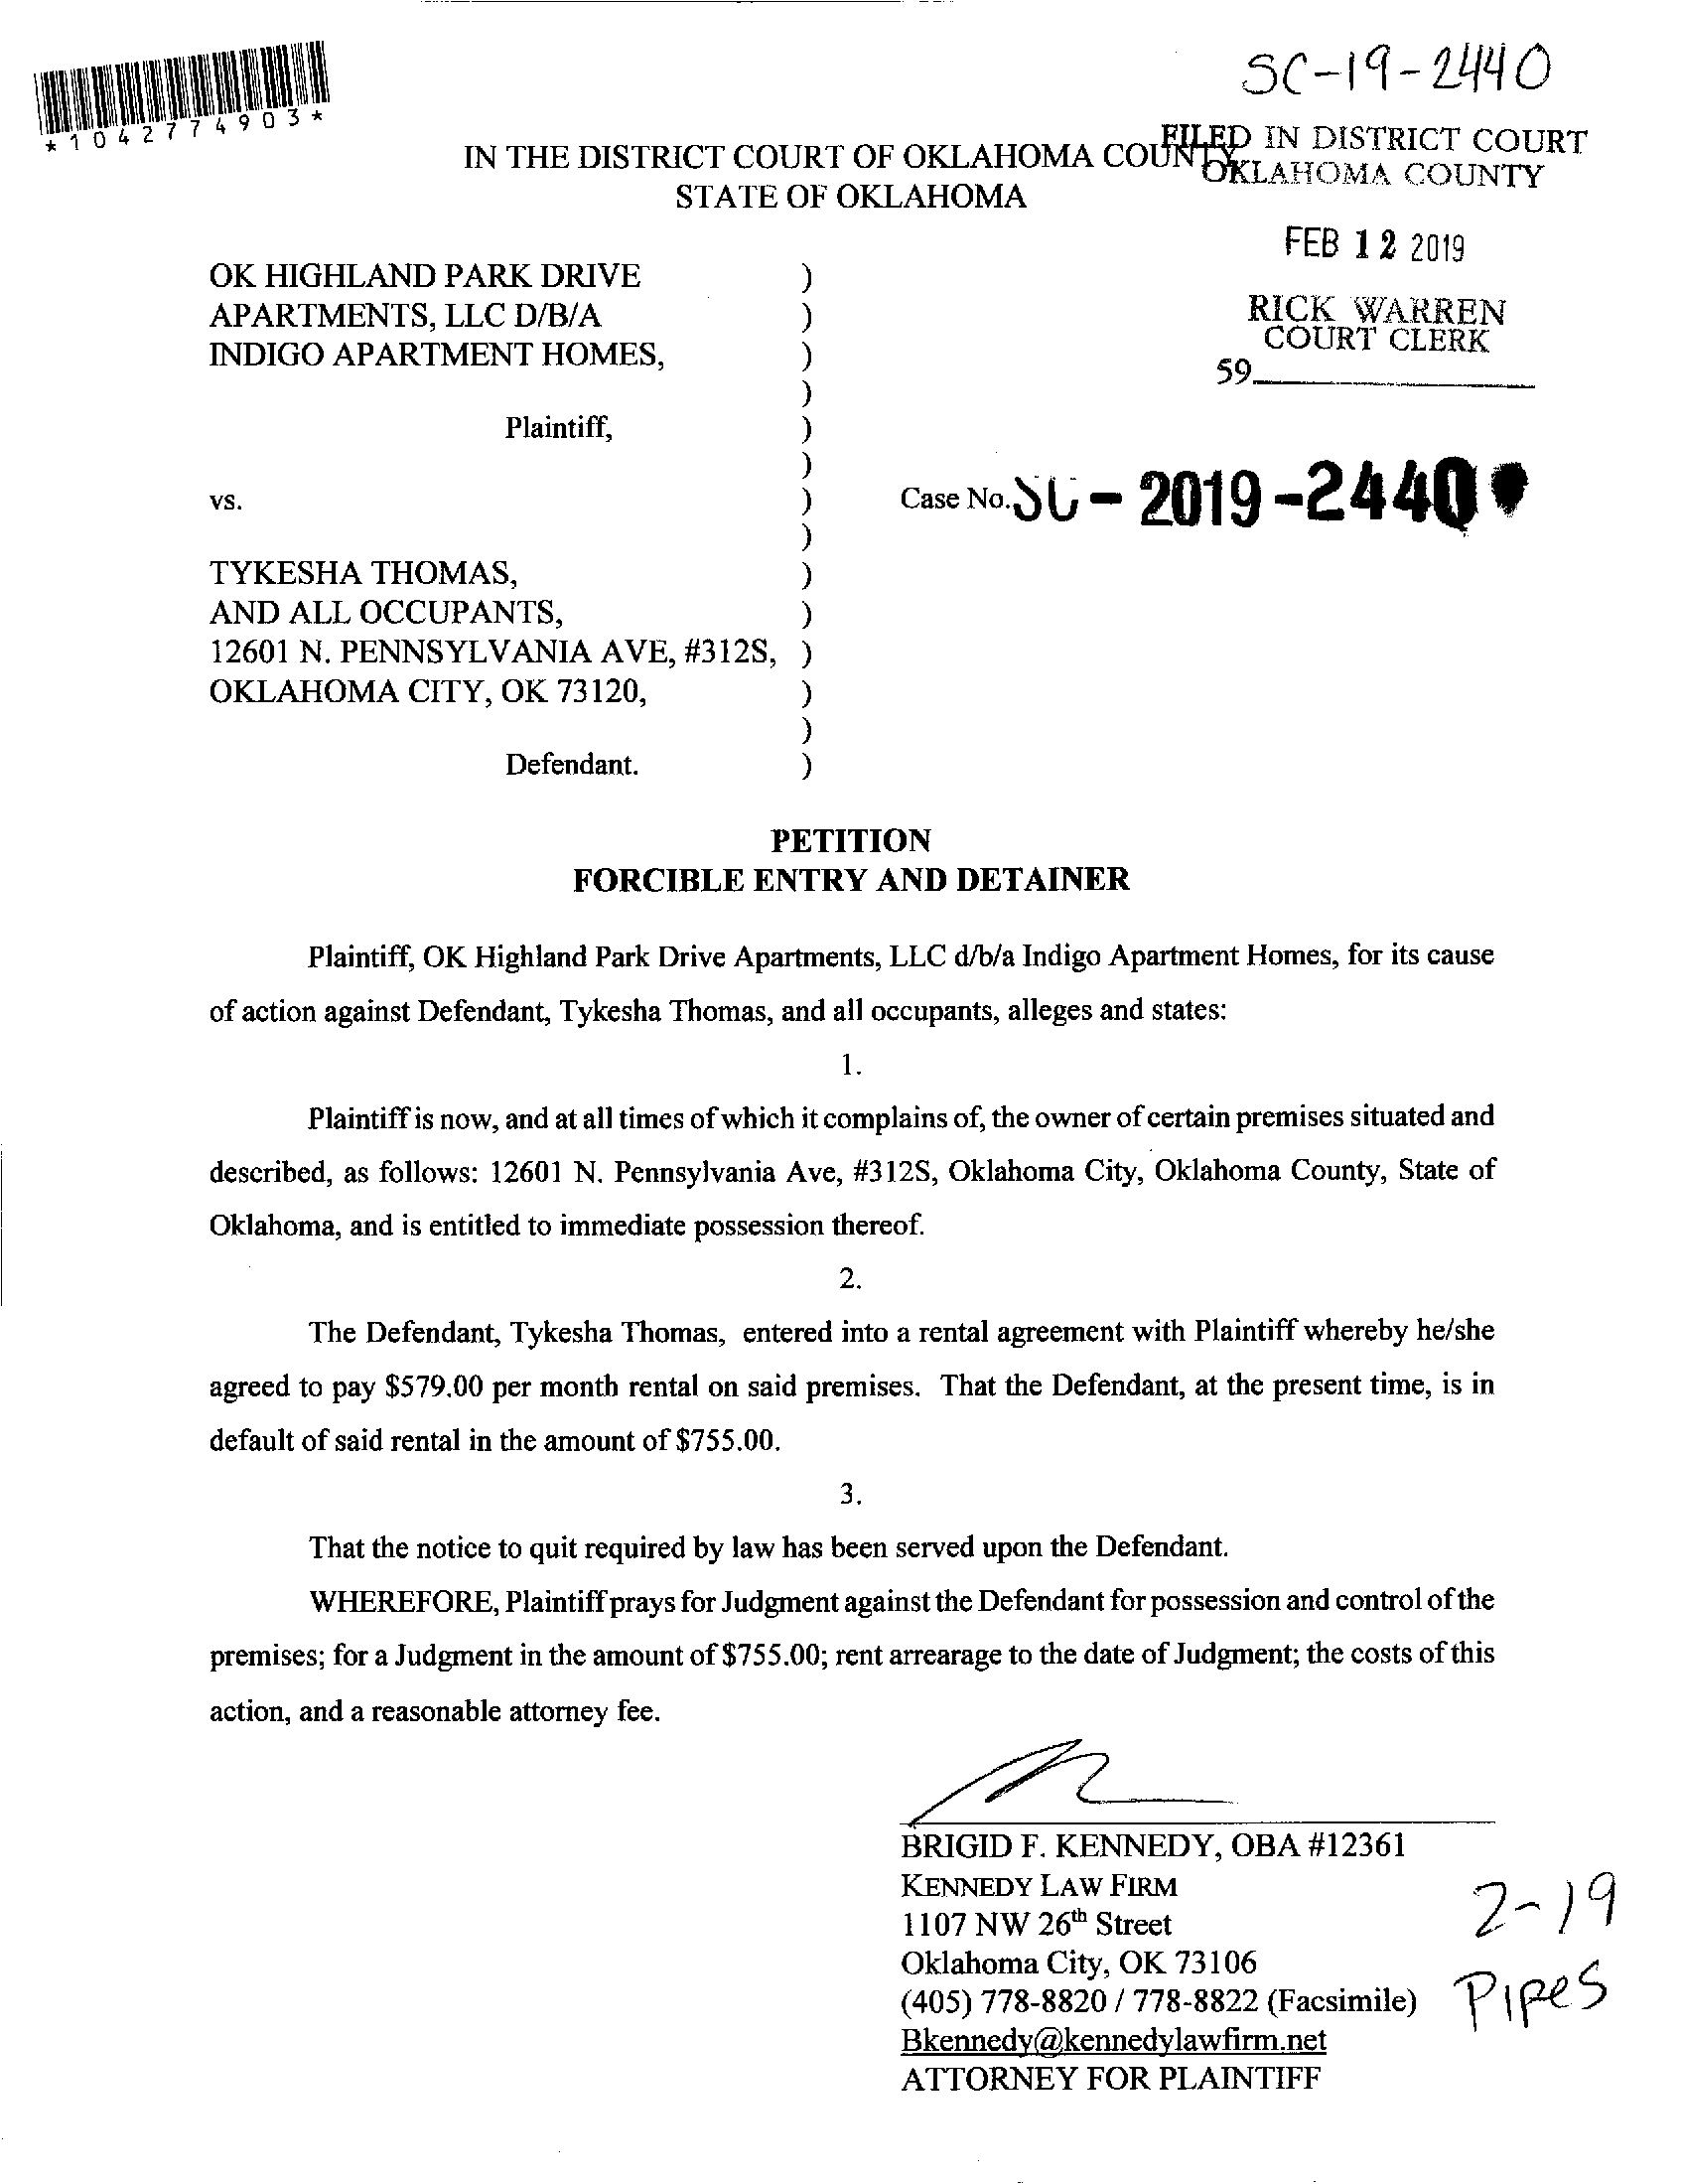 *1042774903*
SC-19-2440
FILED IN DISTRICT COURT
OKLAHOMA COUNTY
IN THE DISTRICT COURT OF OKLAHOMA COUNTY
STATE OF OKLAHOMA
FEB 12 2019
RICK WARREN
COURT CLERK
59
OK HIGHLAND PARK DRIVE )
APARTMENTS, LLC D/B/A )
INDIGO APARTMENT HOMES, )
)
Plaintiff, )
)
vs. ) Case No. SC - 2019 - 2440
)
TYKESHA THOMAS, )
AND ALL OCCUPANTS, )
12601 N. PENNSYLVANIA AVE, #312S, )
OKLAHOMA CITY, OK 73120, )
)
Defendant. )
PETITION
FORCIBLE ENTRY AND DETAINER
Plaintiff, OK Highland Park Drive Apartments, LLC d/b/a Indigo Apartment Homes, for its cause
of action against Defendant, Tykesha Thomas, and all occupants, alleges and states:
1.
Plaintiff is now, and at all times of which it complains of, the owner of certain premises situated and
described, as follows: 12601 N. Pennsylvania Ave, #312S, Oklahoma City, Oklahoma County, State of
Oklahoma, and is entitled to immediate possession thereof.
2.
The Defendant, Tykesha Thomas, entered into a rental agreement with Plaintiff whereby he/she
agreed to pay $579.00 per month rental on said premises. That the Defendant, at the present time, is in
default of said rental in the amount of $755.00.
3.
That the notice to quit required by law has been served upon the Defendant.
WHEREFORE, Plaintiff prays for Judgment against the Defendant for possession and control of the
premises; for a Judgment in the amount of $755.00; rent arrearage to the date of Judgment; the costs of this
action, and a reasonable attorney fee.
BRIGID F. KENNEDY, OBA #12361
KENNEDY LAW FIRM
1107 NW 26th Street
Oklahoma City, OK 73106
(405) 778-8820 / 778-8822 (Facsimile)
Bkennedy@kennedylawfirm.net
ATTORNEY FOR PLAINTIFF
2-19
Pipes